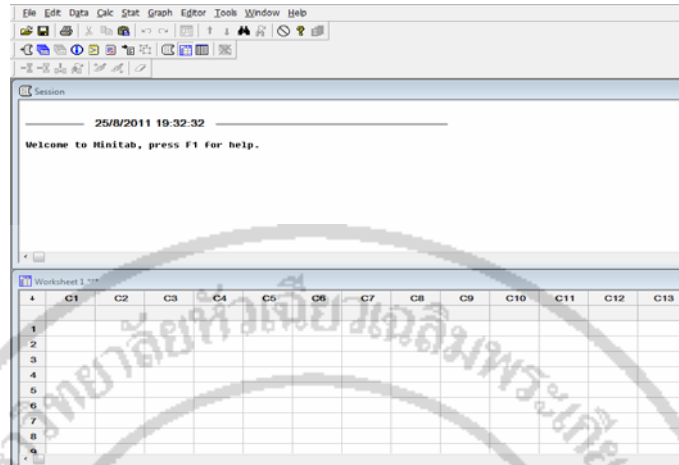 File Edit Data Calc Stat Graph Editor Tools Window Help
Session
25/8/2011 19:32:32
Welcome to Minitab, press F1 for help.
Worksheet 1 ***
C1 C2 C3 C4 C5 C6 C7 C8 C9 C10 C11 C12 C13
1
2
3
4
5
6
7
8
9